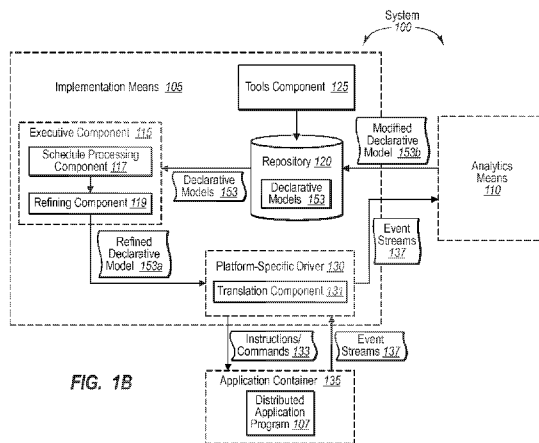 System
100
Implementation Means 105
Tools Component 125
Executive Component 115
Schedule Processing
Component 117
Refining Component 119
Declarative
Models 153
Repository 120
Declarative
Models 153
Modified
Declarative
Model 153b
Analytics
Means
110
Refined
Declarative
Model 153a
Platform-Specific Driver 130
Translation Component 131
Event
Streams
137
Instructions/
Commands 133
Event
Streams 137
FIG. 1B
Application Container 135
Distributed
Application
Program
107